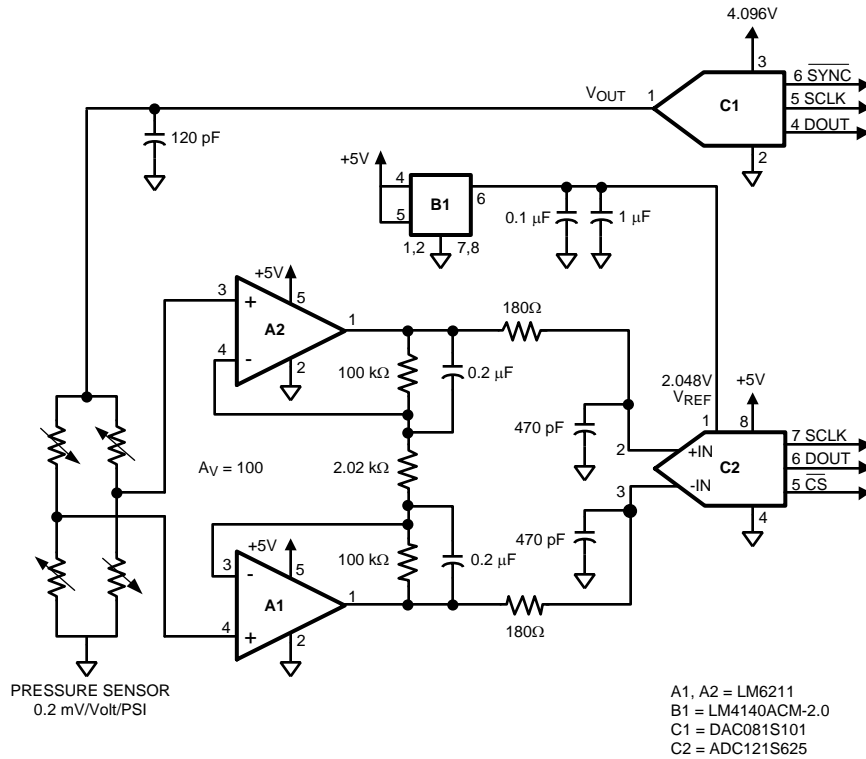 4.096V
3
6 SYNC
VOUT 1 C1 5 SCLK
4 DOUT
2
120 pF
+5V
4
B1 6
5
0.1 µF 1 µF
1,2 7,8
+5V
3 5 180Ω
+ A2 1
4 - 2
100 kΩ 0.2 µF
2.048V
VREF +5V
1 8
470 pF
2 +IN 7 SCLK
C2 6 DOUT
3 -IN 5 CS
4
AV = 100 2.02 kΩ
+5V
3 - 5 100 kΩ 0.2 µF 470 pF
A1 1
4 + 2
180Ω
PRESSURE SENSOR
0.2 mV/Volt/PSI
A1, A2 = LM6211
B1 = LM4140ACM-2.0
C1 = DAC081S101
C2 = ADC121S625